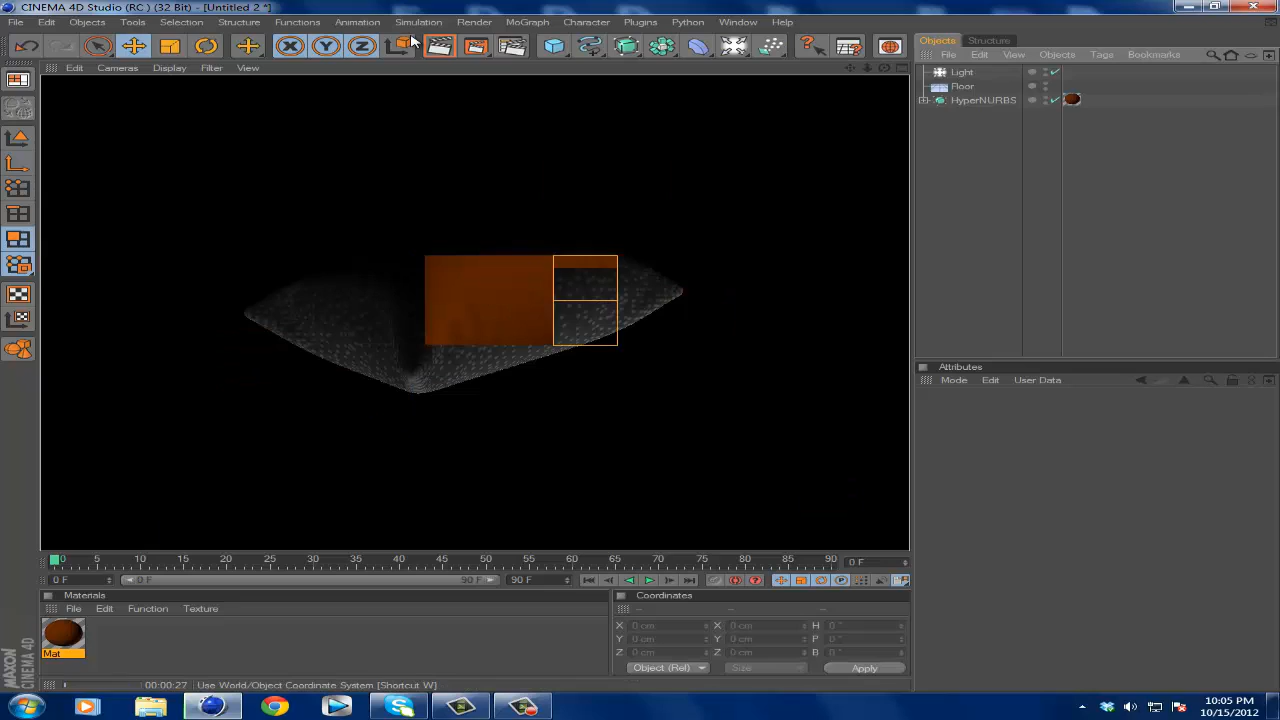 CINEMA 4D Studio (RC) (32 Bit) - [Untitled 2 *]
File Edit Objects Tools Selection Structure Functions Animation Simulation Render MoGraph Character Plugins Python Window Help
Objects Structure
File Edit View Objects Tags Bookmarks
Edit Cameras Display Filter View
Light
Floor
HyperNURBS
Attributes
Mode Edit User Data
0 5 10 15 20 25 30 35 40 45 50 55 60 65 70 75 80 85 90 0 F
0 F 0 F 90 F 90 F
Materials
File Edit Function Texture
Mat
Coordinates
-- -- --
X 0 cm X 0 cm H 0 °
Y 0 cm Y 0 cm P 0 °
Z 0 cm Z 0 cm B 0 °
Object (Rel) Size Apply
MAXON CINEMA 4D
00:00:27 Use World/Object Coordinate System [Shortcut W]
10:05 PM
10/15/2012